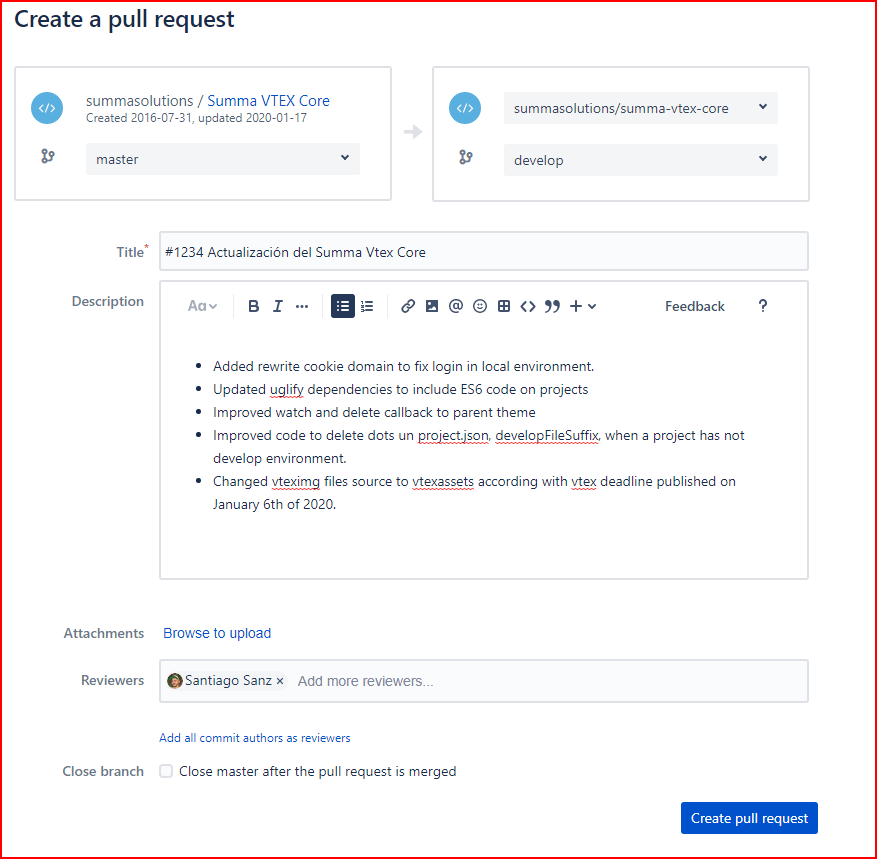 Create a pull request
summasolutions / Summa VTEX Core
Created 2016-07-31, updated 2020-01-17
master
summasolutions/summa-vtex-core
develop
Title*
#1234 Actualización del Summa Vtex Core
Description
Aa
B I ••• @ <> ” +
Feedback ?
• Added rewrite cookie domain to fix login in local environment.
• Updated uglify dependencies to include ES6 code on projects
• Improved watch and delete callback to parent theme
• Improved code to delete dots un project.json, developFileSuffix, when a project has not
develop environment.
• Changed vteximg files source to vtexassets according with vtex deadline published on
January 6th of 2020.
Attachments Browse to upload
Reviewers Santiago Sanz × Add more reviewers...
Add all commit authors as reviewers
Close branch Close master after the pull request is merged
Create pull request